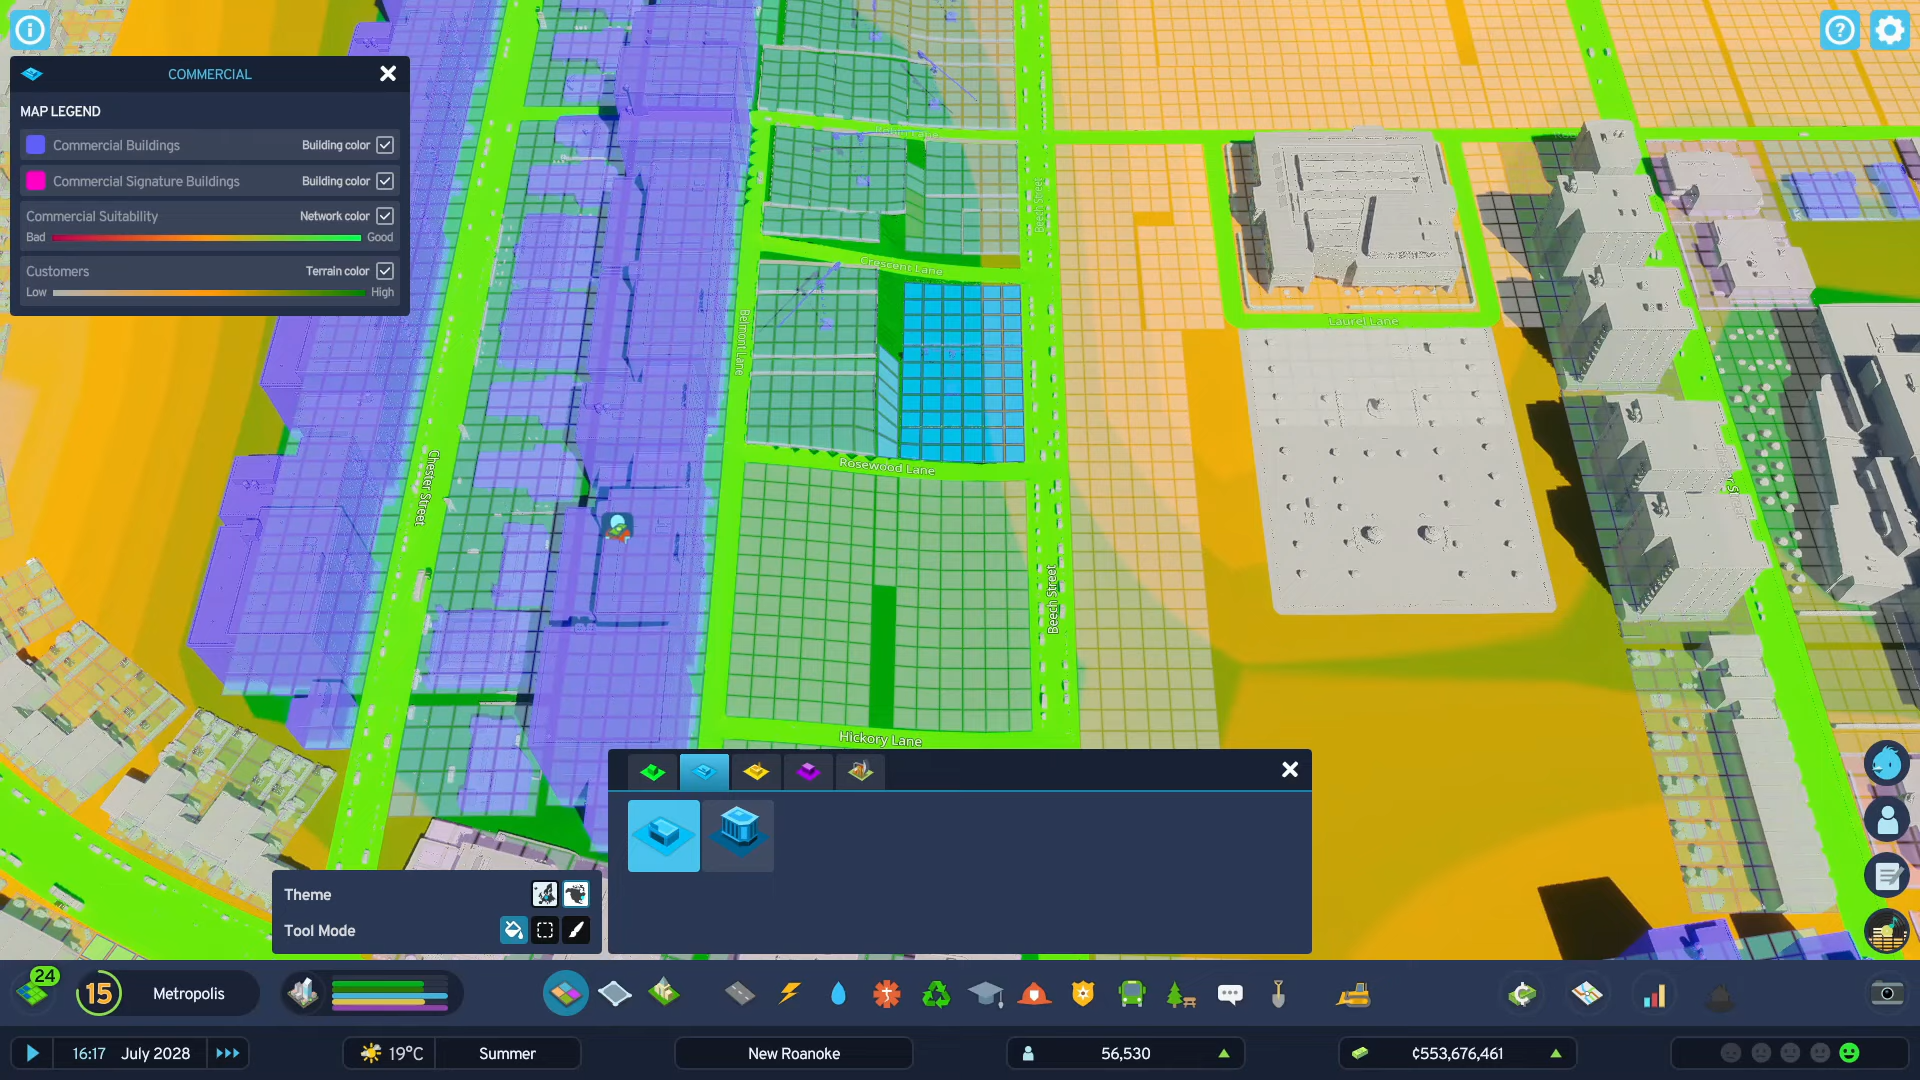 COMMERCIAL
MAP LEGEND
Commercial Buildings Building color
Commercial Signature Buildings Building color
Commercial Suitability Network color
Bad Good
Customers Terrain color
Low High
Crescent Lane
Beech Street
Belmont Lane
Laurel Lane
Chester Street
Rosewood Lane
Beech Street
Hickory Lane
Theme
Tool Mode
24
15 Metropolis
16:17 July 2028
19°C Summer
New Roanoke
56,530
¢553,676,461